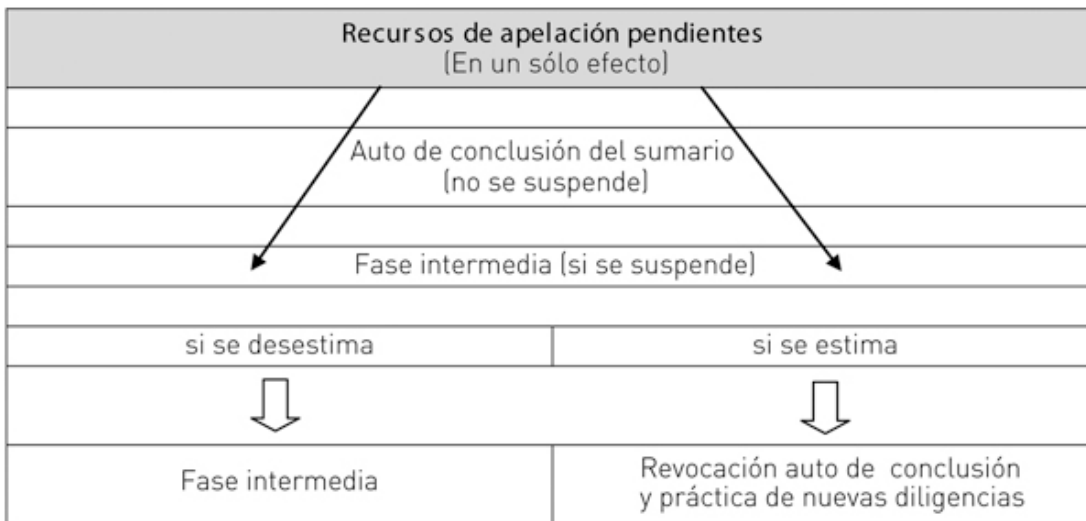 Recursos de apelación pendientes
(En un sólo efecto)
Auto de conclusión del sumario
(no se suspende)
Fase intermedia (si se suspende)
si se desestima
si se estima
Fase intermedia
Revocación auto de conclusión
y práctica de nuevas diligencias